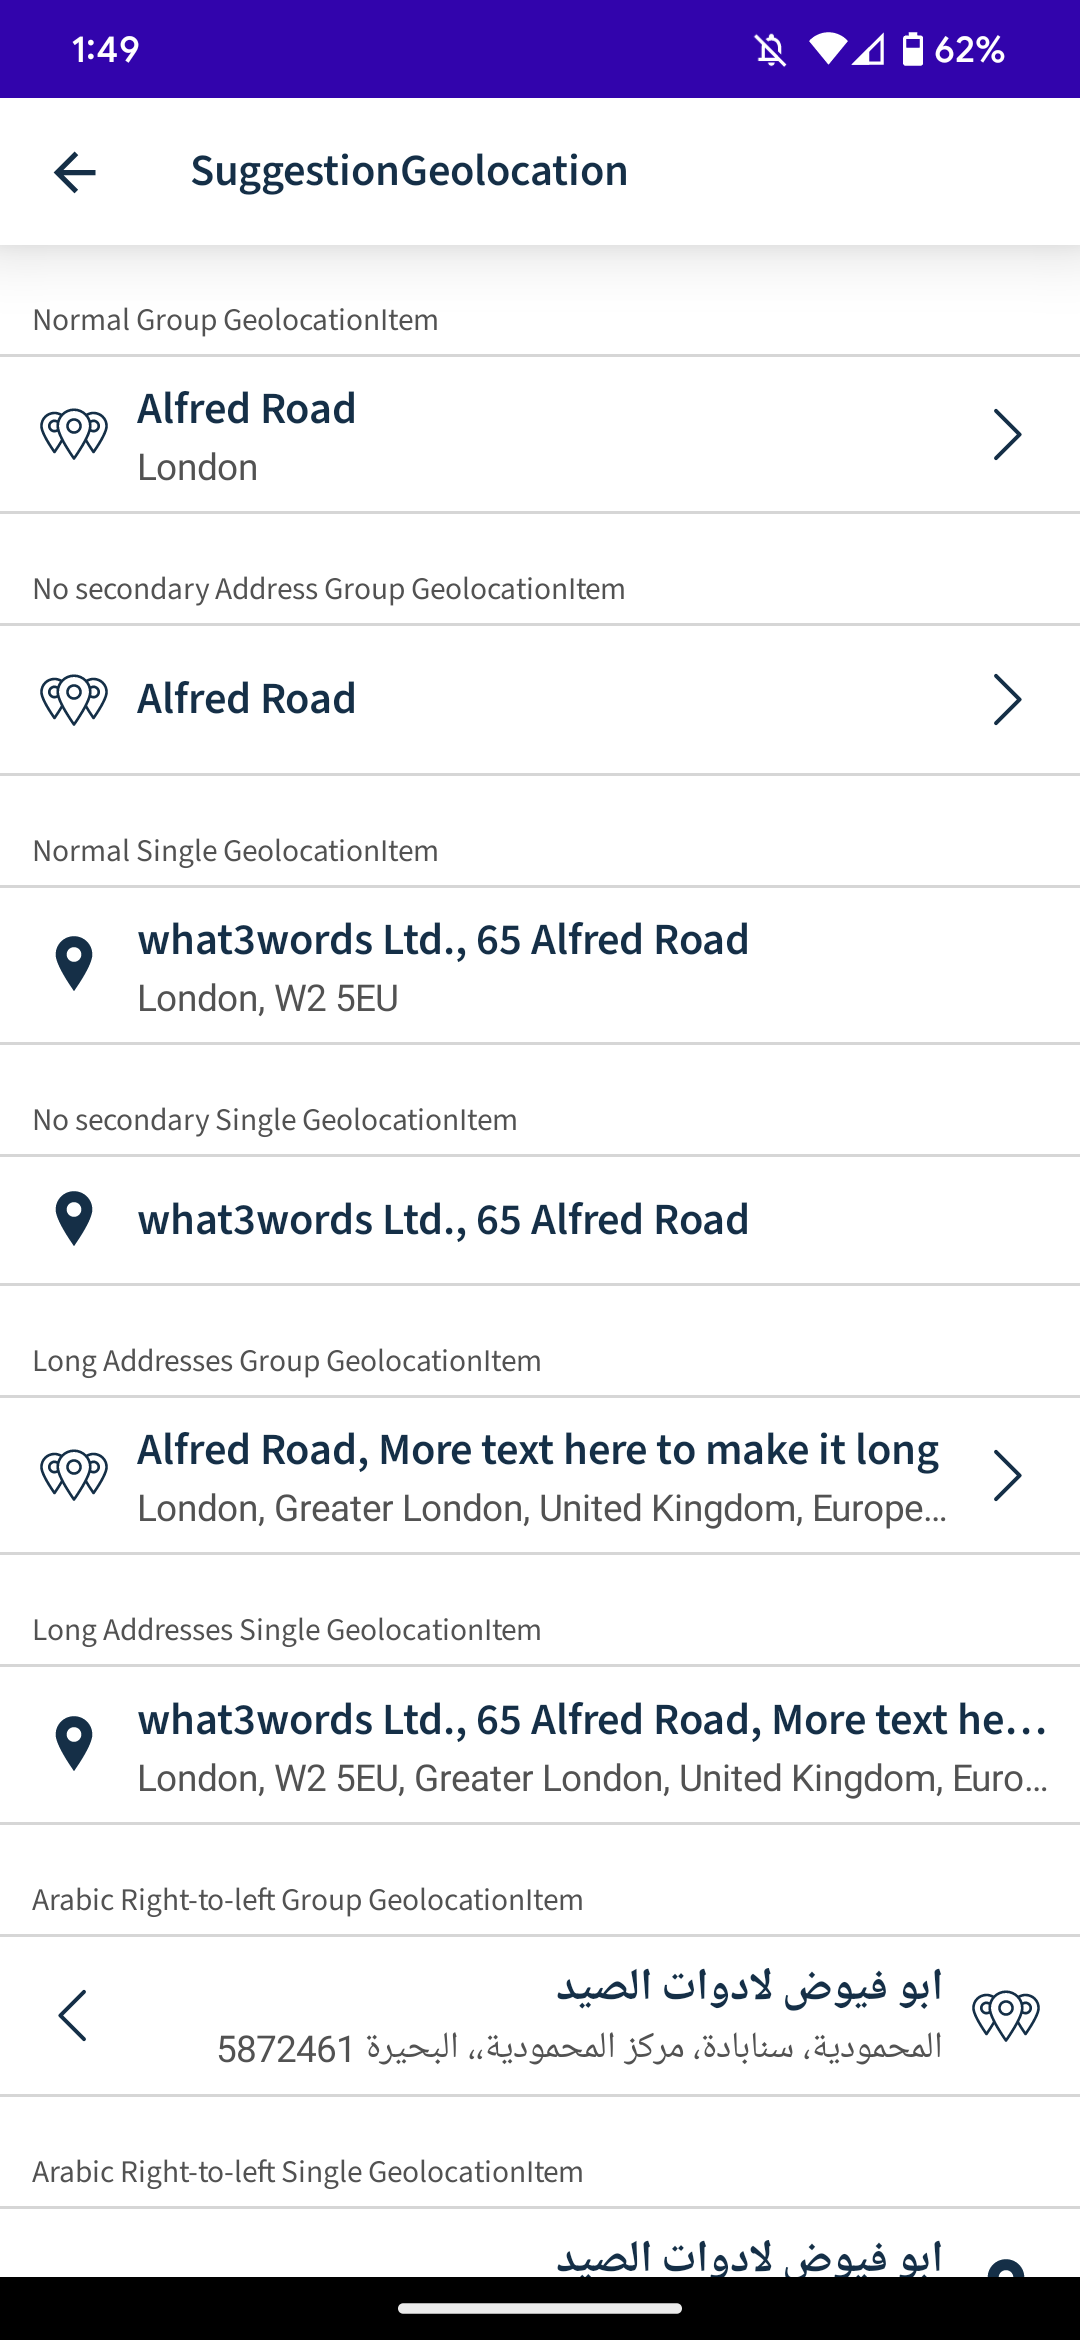 1:49
62%
SuggestionGeolocation
Normal Group GeolocationItem
Alfred Road
London
No secondary Address Group GeolocationItem
Alfred Road
Normal Single GeolocationItem
what3words Ltd., 65 Alfred Road
London, W2 5EU
No secondary Single GeolocationItem
what3words Ltd., 65 Alfred Road
Long Addresses Group GeolocationItem
Alfred Road, More text here to make it long
London, Greater London, United Kingdom, Europe...
Long Addresses Single GeolocationItem
what3words Ltd., 65 Alfred Road, More text he...
London, W2 5EU, Greater London, United Kingdom, Euro...
Arabic Right-to-left Group GeolocationItem
ابو فيوض لادوات الصيد
المحمودية، سنابادة، مركز المحمودية،، البحيرة 5872461
Arabic Right-to-left Single GeolocationItem
ابو فيوض لادوات الصيد